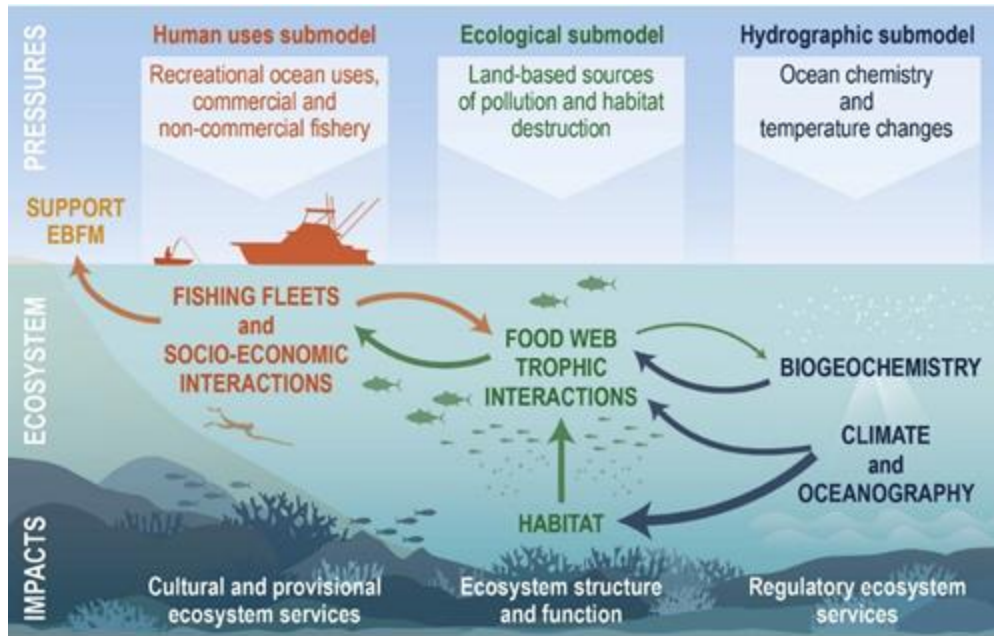 PRESSURES
Human uses submodel
Recreational ocean uses,
commercial and
non-commercial fishery
Ecological submodel
Land-based sources
of pollution and habitat
destruction
Hydrographic submodel
Ocean chemistry
and
temperature changes
SUPPORT
EBFM
ECOSYSTEM
FISHING FLEETS
and
SOCIO-ECONOMIC
INTERACTIONS
FOOD WEB
TROPHIC
INTERACTIONS
BIOGEOCHEMISTRY
CLIMATE
and
OCEANOGRAPHY
HABITAT
IMPACTS
Cultural and provisional
ecosystem services
Ecosystem structure
and function
Regulatory ecosystem
services